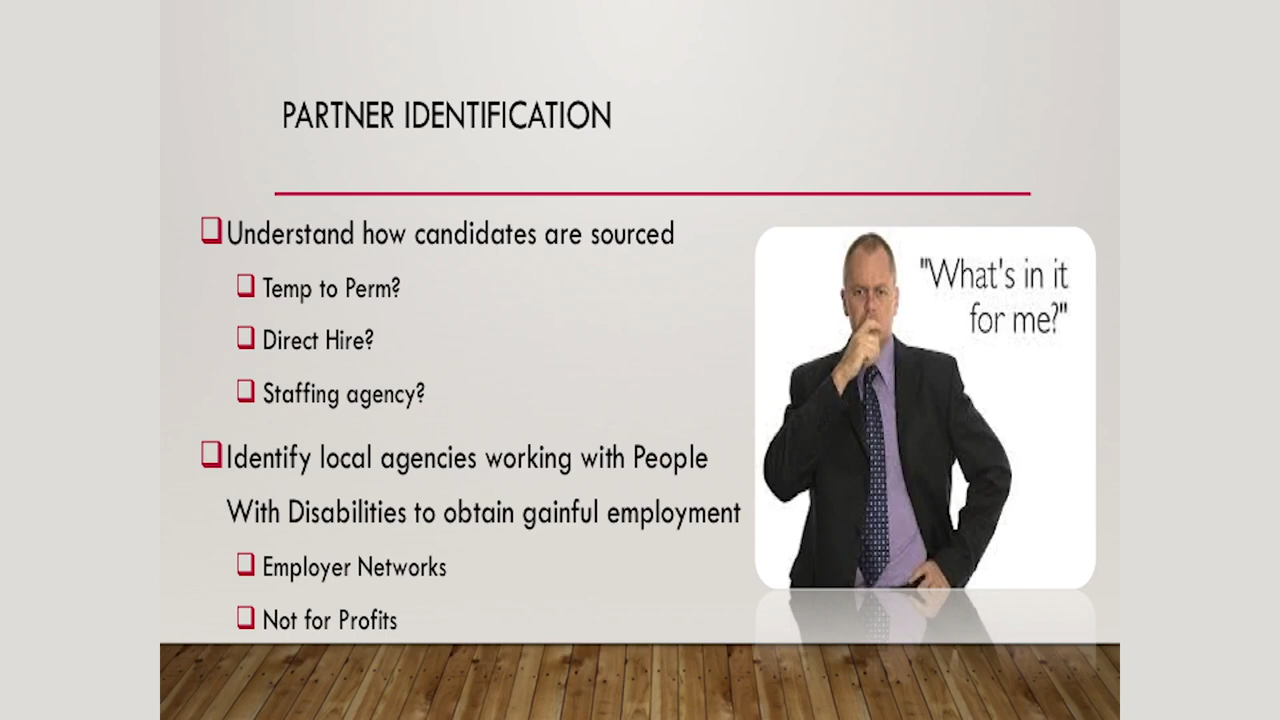 PARTNER IDENTIFICATION
Understand how candidates are sourced
Temp to Perm?
Direct Hire?
Staffing agency?
Identify local agencies working with People
With Disabilities to obtain gainful employment
Employer Networks
Not for Profits
"What's in it
for me?"